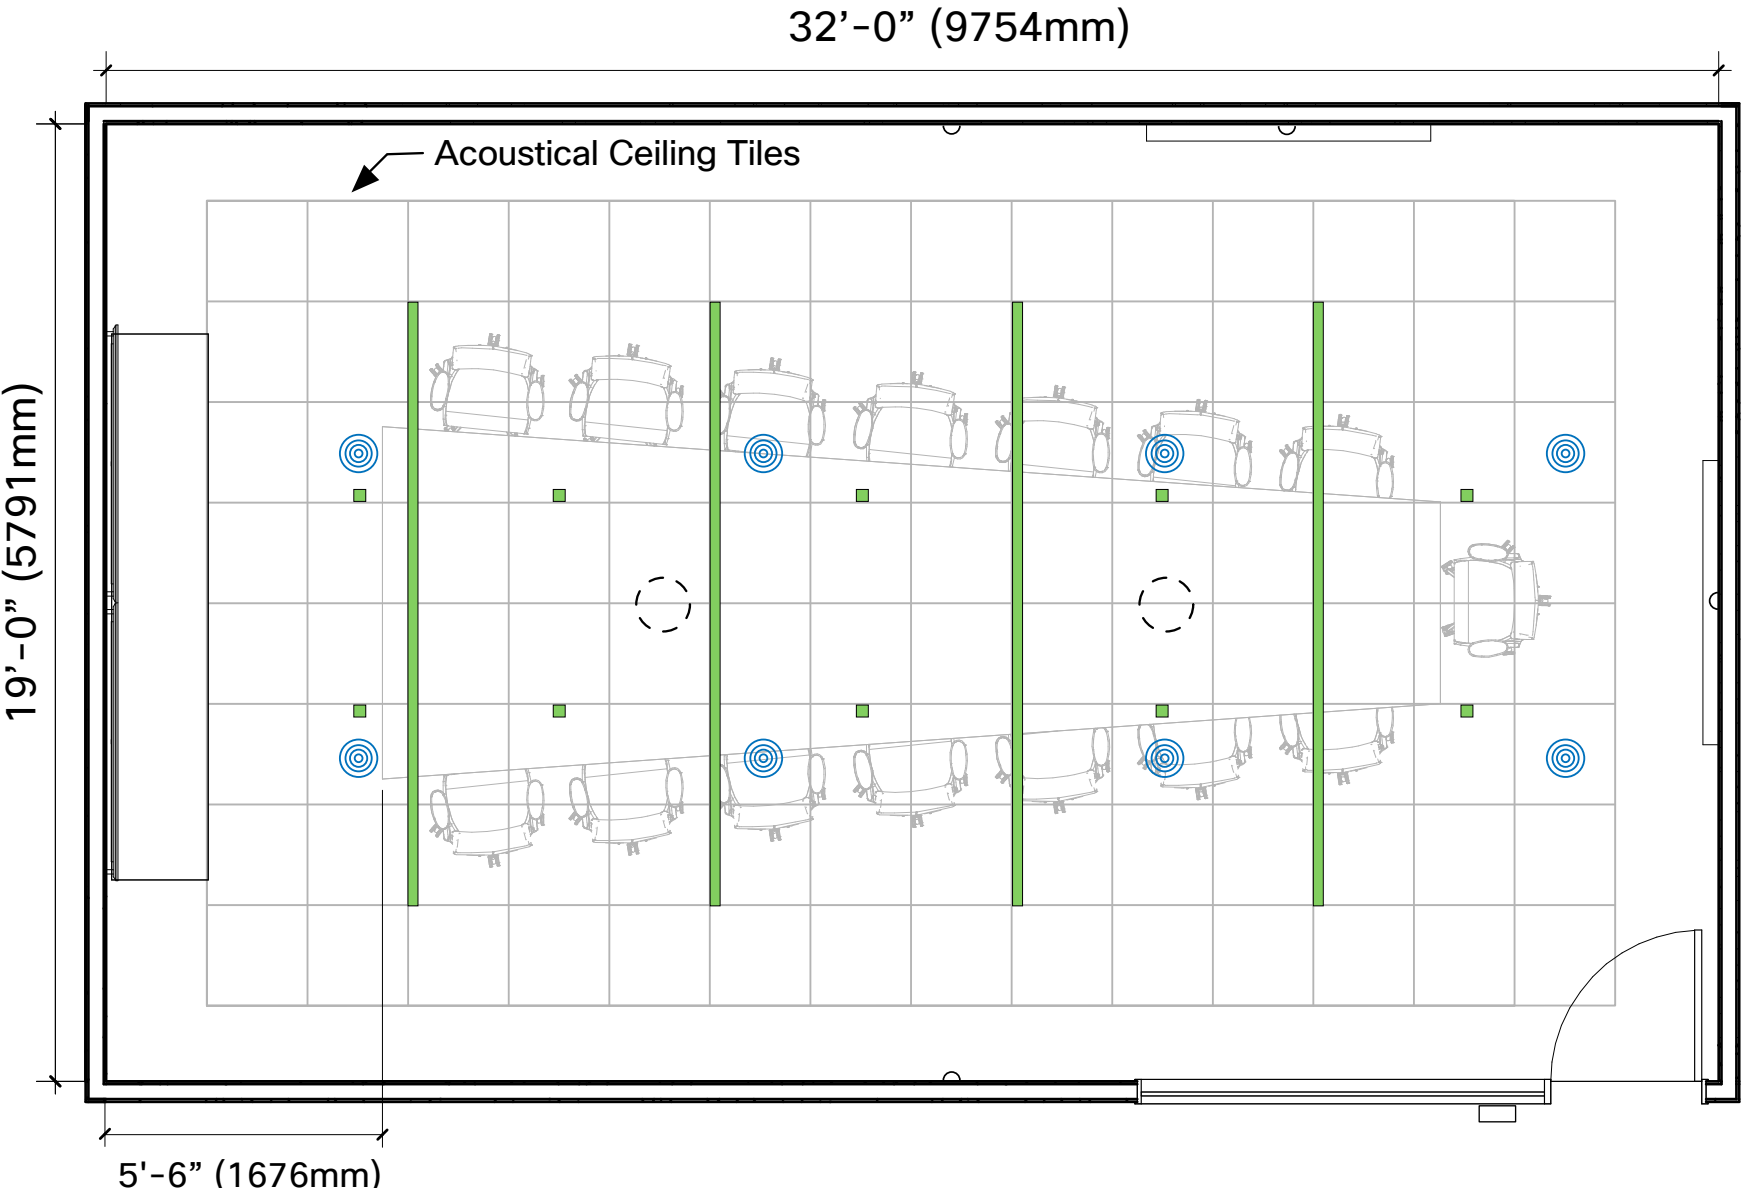 32’-0” (9754mm)
Acoustical Ceiling Tiles
19’-0” (5791mm)
5'-6” (1676mm)